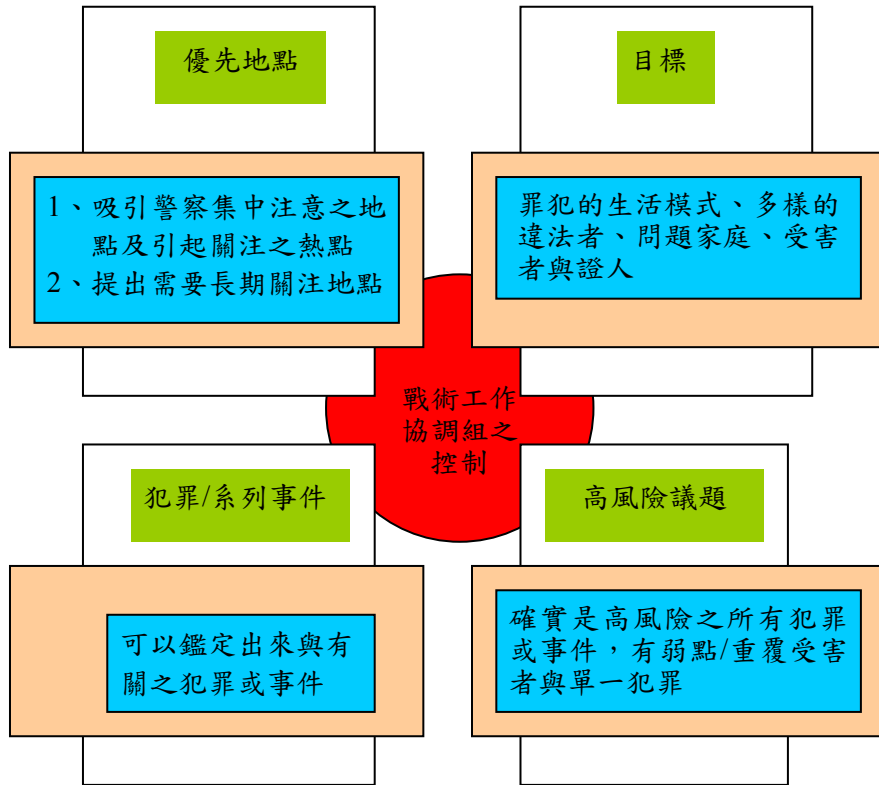 優先地點
1、吸引警察集中注意之地
點及引起關注之熱點
2、提出需要長期關注地點
目標
罪犯的生活模式、多樣的
違法者、問題家庭、受害
者與證人
戰術工作
協調組之
控制
犯罪/系列事件
可以鑑定出來與有
關之犯罪或事件
高風險議題
確實是高風險之所有犯罪
或事件，有弱點/重覆受害
者與單一犯罪